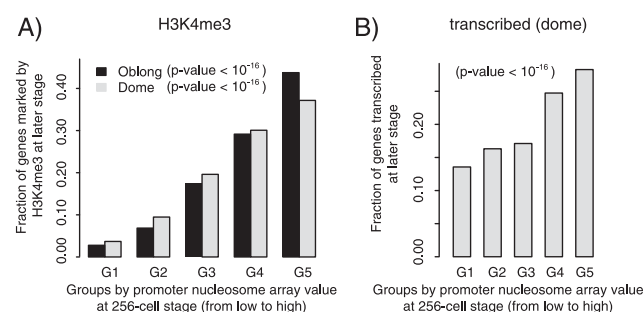 A)
H3K4me3
Fraction of genes marked by
H3K4me3 at later stage
0.00
0.10
0.20
0.30
0.40
Oblong (p-value < 10⁻¹⁶)
Dome (p-value < 10⁻¹⁶)
G1 G2 G3 G4 G5
Groups by promoter nucleosome array value
at 256-cell stage (from low to high)
B)
transcribed (dome)
Fraction of genes transcribed
at later stage
0.00
0.10
0.20
(p-value < 10⁻¹⁶)
G1 G2 G3 G4 G5
Groups by promoter nucleosome array value
at 256-cell stage (from low to high)